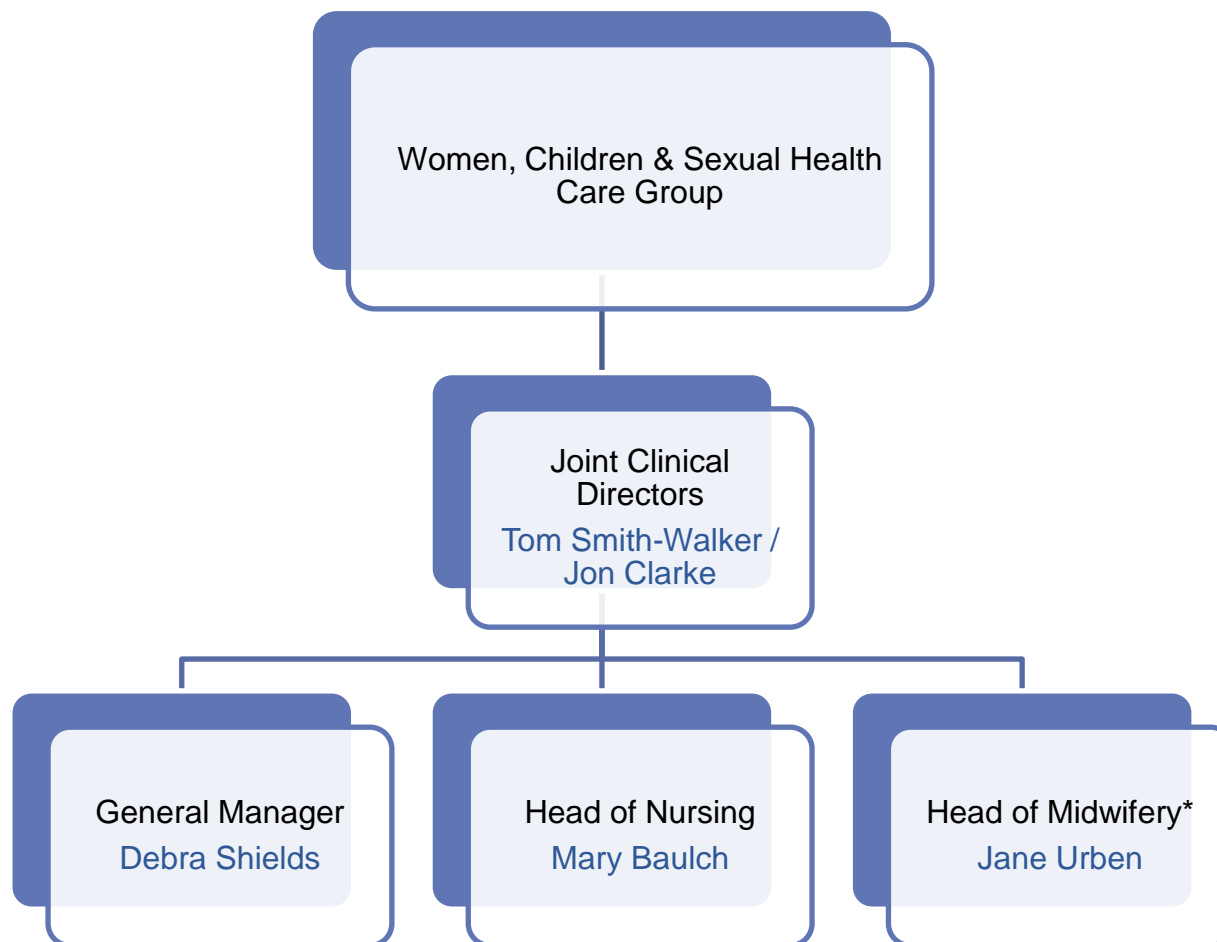 Women, Children & Sexual Health
Care Group
Joint Clinical
Directors
Tom Smith-Walker /
Jon Clarke
General Manager
Debra Shields
Head of Nursing
Mary Baulch
Head of Midwifery*
Jane Urben